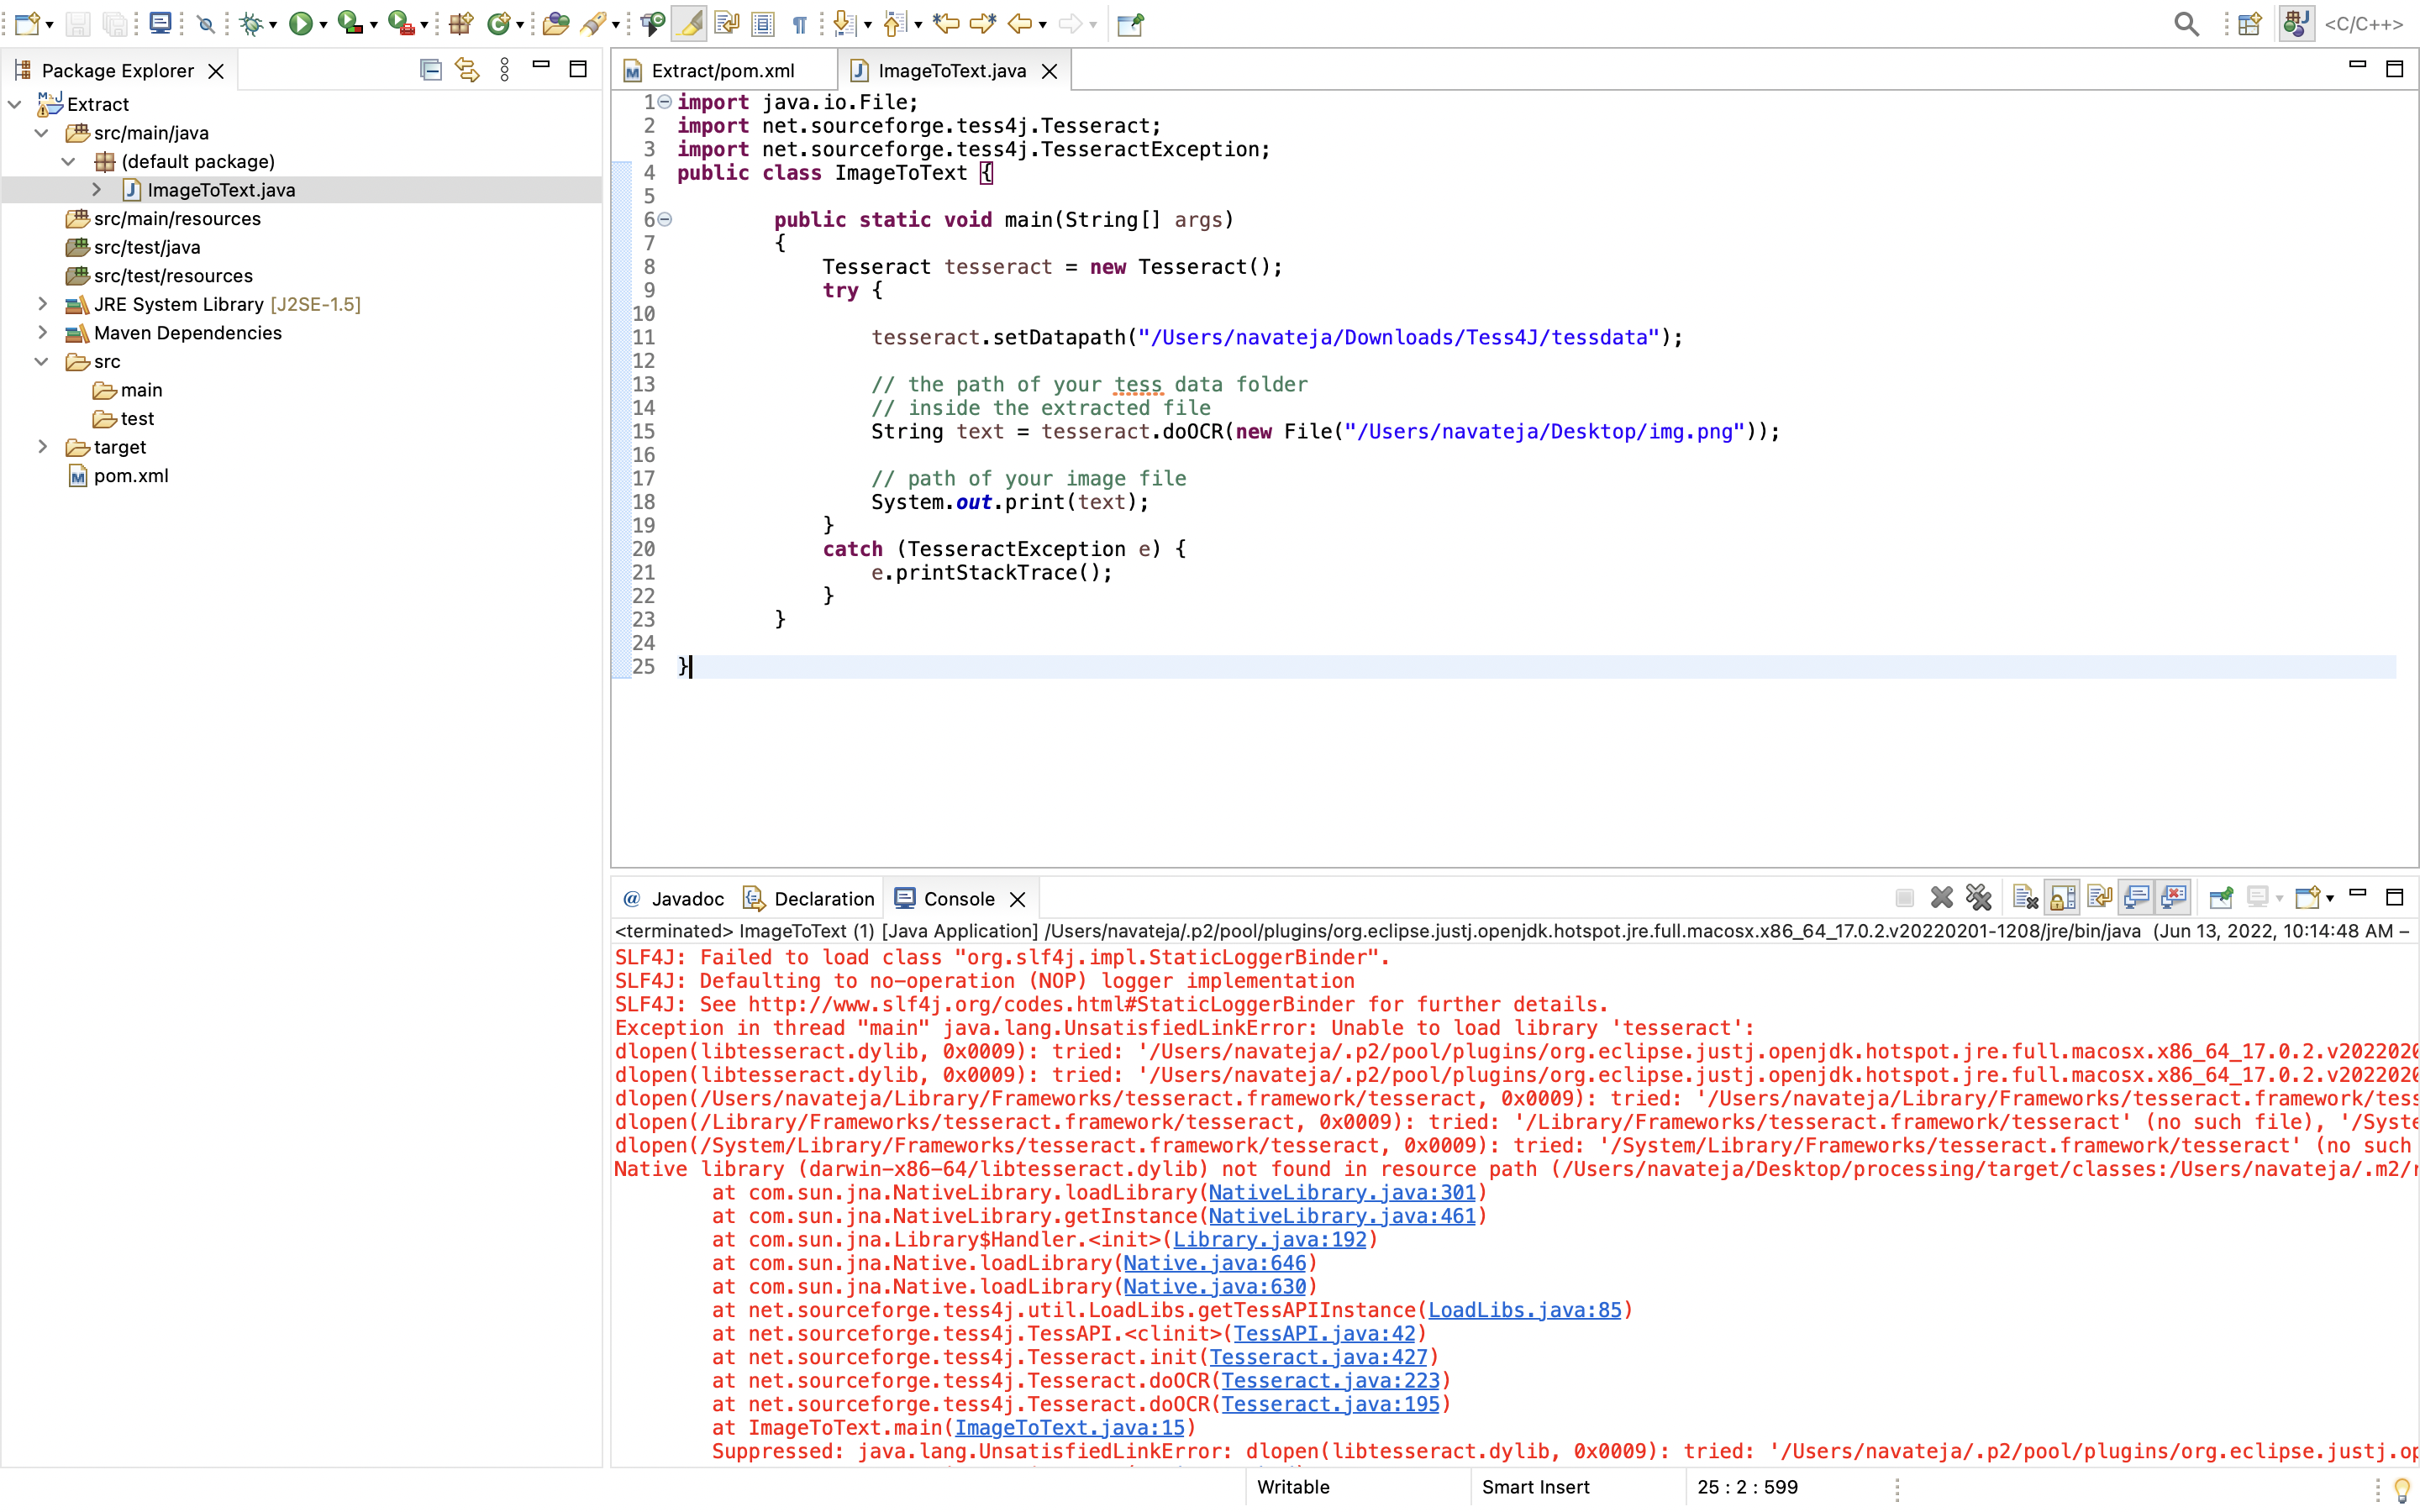 <C/C++>
Package Explorer
Extract
src/main/java
(default package)
ImageToText.java
src/main/resources
src/test/java
src/test/resources
JRE System Library [J2SE-1.5]
Maven Dependencies
src
main
test
target
pom.xml
Extract/pom.xml
ImageToText.java
1 import java.io.File;
2 import net.sourceforge.tess4j.Tesseract;
3 import net.sourceforge.tess4j.TesseractException;
4 public class ImageToText {
5
6 public static void main(String[] args)
7 {
8 Tesseract tesseract = new Tesseract();
9 try {
10
11 tesseract.setDatapath("/Users/navateja/Downloads/Tess4J/tessdata");
12
13 // the path of your tess data folder
14 // inside the extracted file
15 String text = tesseract.doOCR(new File("/Users/navateja/Desktop/img.png"));
16
17 // path of your image file
18 System.out.print(text);
19 }
20 catch (TesseractException e) {
21 e.printStackTrace();
22 }
23 }
24
25 }
@ Javadoc
Declaration
Console
<terminated> ImageToText (1) [Java Application] /Users/navateja/.p2/pool/plugins/org.eclipse.justj.openjdk.hotspot.jre.full.macosx.x86_64_17.0.2.v20220201-1208/jre/bin/java (Jun 13, 2022, 10:14:48 AM –
SLF4J: Failed to load class "org.slf4j.impl.StaticLoggerBinder".
SLF4J: Defaulting to no-operation (NOP) logger implementation
SLF4J: See http://www.slf4j.org/codes.html#StaticLoggerBinder for further details.
Exception in thread "main" java.lang.UnsatisfiedLinkError: Unable to load library 'tesseract':
dlopen(libtesseract.dylib, 0x0009): tried: '/Users/navateja/.p2/pool/plugins/org.eclipse.justj.openjdk.hotspot.jre.full.macosx.x86_64_17.0.2.v2022020
dlopen(libtesseract.dylib, 0x0009): tried: '/Users/navateja/.p2/pool/plugins/org.eclipse.justj.openjdk.hotspot.jre.full.macosx.x86_64_17.0.2.v2022020
dlopen(/Users/navateja/Library/Frameworks/tesseract.framework/tesseract, 0x0009): tried: '/Users/navateja/Library/Frameworks/tesseract.framework/tess
dlopen(/Library/Frameworks/tesseract.framework/tesseract, 0x0009): tried: '/Library/Frameworks/tesseract.framework/tesseract' (no such file), '/Syste
dlopen(/System/Library/Frameworks/tesseract.framework/tesseract, 0x0009): tried: '/System/Library/Frameworks/tesseract.framework/tesseract' (no such
Native library (darwin-x86-64/libtesseract.dylib) not found in resource path (/Users/navateja/Desktop/processing/target/classes:/Users/navateja/.m2/r
at com.sun.jna.NativeLibrary.loadLibrary(NativeLibrary.java:301)
at com.sun.jna.NativeLibrary.getInstance(NativeLibrary.java:461)
at com.sun.jna.Library$Handler.<init>(Library.java:192)
at com.sun.jna.Native.loadLibrary(Native.java:646)
at com.sun.jna.Native.loadLibrary(Native.java:630)
at net.sourceforge.tess4j.util.LoadLibs.getTessAPIInstance(LoadLibs.java:85)
at net.sourceforge.tess4j.TessAPI.<clinit>(TessAPI.java:42)
at net.sourceforge.tess4j.Tesseract.init(Tesseract.java:427)
at net.sourceforge.tess4j.Tesseract.doOCR(Tesseract.java:223)
at net.sourceforge.tess4j.Tesseract.doOCR(Tesseract.java:195)
at ImageToText.main(ImageToText.java:15)
Suppressed: java.lang.UnsatisfiedLinkError: dlopen(libtesseract.dylib, 0x0009): tried: '/Users/navateja/.p2/pool/plugins/org.eclipse.justj.op
Writable
Smart Insert
25 : 2 : 599